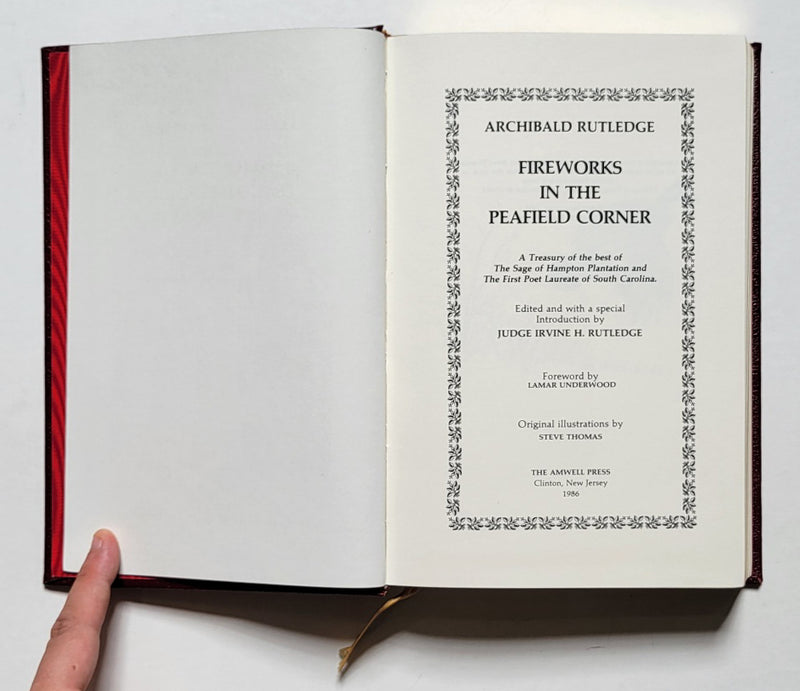 ARCHIBALD RUTLEDGE
FIREWORKS
IN THE
PEAFIELD CORNER
A Treasury of the best of
The Sage of Hampton Plantation and
The First Poet Laureate of South Carolina.
Edited and with a special
Introduction by
JUDGE IRVINE H. RUTLEDGE
Foreword by
LAMAR UNDERWOOD
Original illustrations by
STEVE THOMAS
THE AMWELL PRESS
Clinton, New Jersey
1986